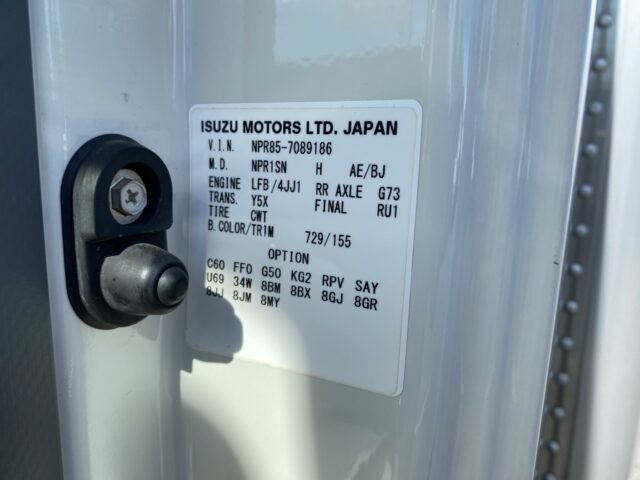 ISUZU MOTORS LTD. JAPAN
V.I.N. NPR85-7089186
M.D. NPR1SN H AE/BJ
ENGINE LFB/4JJ1 RR AXLE G73
TRANS. Y5X FINAL RU1
TIRE CWT
B.COLOR/TRIM 729/155
OPTION
C60 FFO G50 KG2 RPV SAY
U69 34W 8BM 8BX 8GJ 8GR
8JJ 8JM 8MY